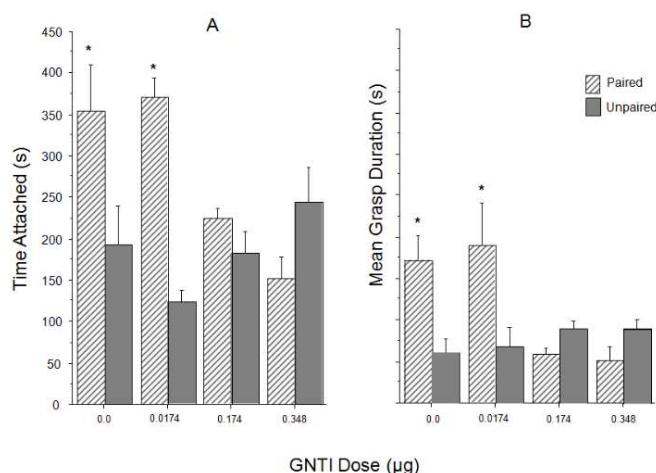 A
B
450
400
350
250
200
150
100
50
0
Time Attached (s)
* *
0.0 0.0174 0.174 0.348
Mean Grasp Duration (s)
* *
0.0 0.0174 0.174 0.348
Paired
Unpaired
GNTI Dose (µg)